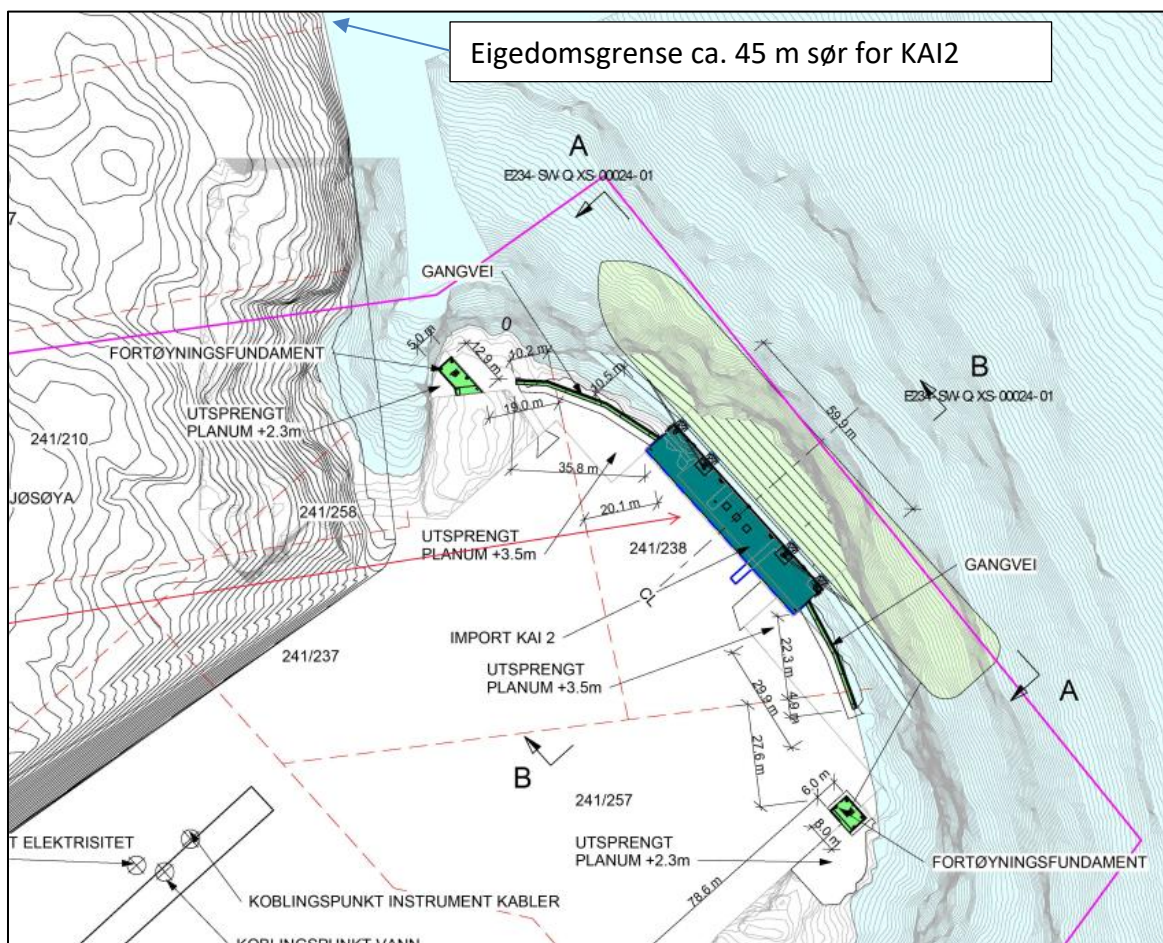 Eigedomsgrense ca. 45 m sør for KAI2
A
E234-SW-Q-XS-00024-01
7
GANGVEI
0
5.0 m
12.9 m
10.2 m
FORTØYNINGSFUNDAMENT
10.5 m
B
E234-SW-Q-XS-00024-01
59.9 m
UTSPRENGT
PLANUM +2.3m
19.0 m
241/210
35.8 m
JØSØYA
241/258
20.1 m
UTSPRENGT
PLANUM +3.5m
241/238
GANGVEI
CL
IMPORT KAI 2
241/237
UTSPRENGT
PLANUM +3.5m
22.3 m
A
29.9 m
4.9 m
27.6 m
B
241/257
6.0 m
8.0 m
T ELEKTRISITET
UTSPRENGT
PLANUM +2.3m
FORTØYNINGSFUNDAMENT
78.6 m
KOBLINGSPUNKT INSTRUMENT KABLER
KOBLINGSPUNKT VANN